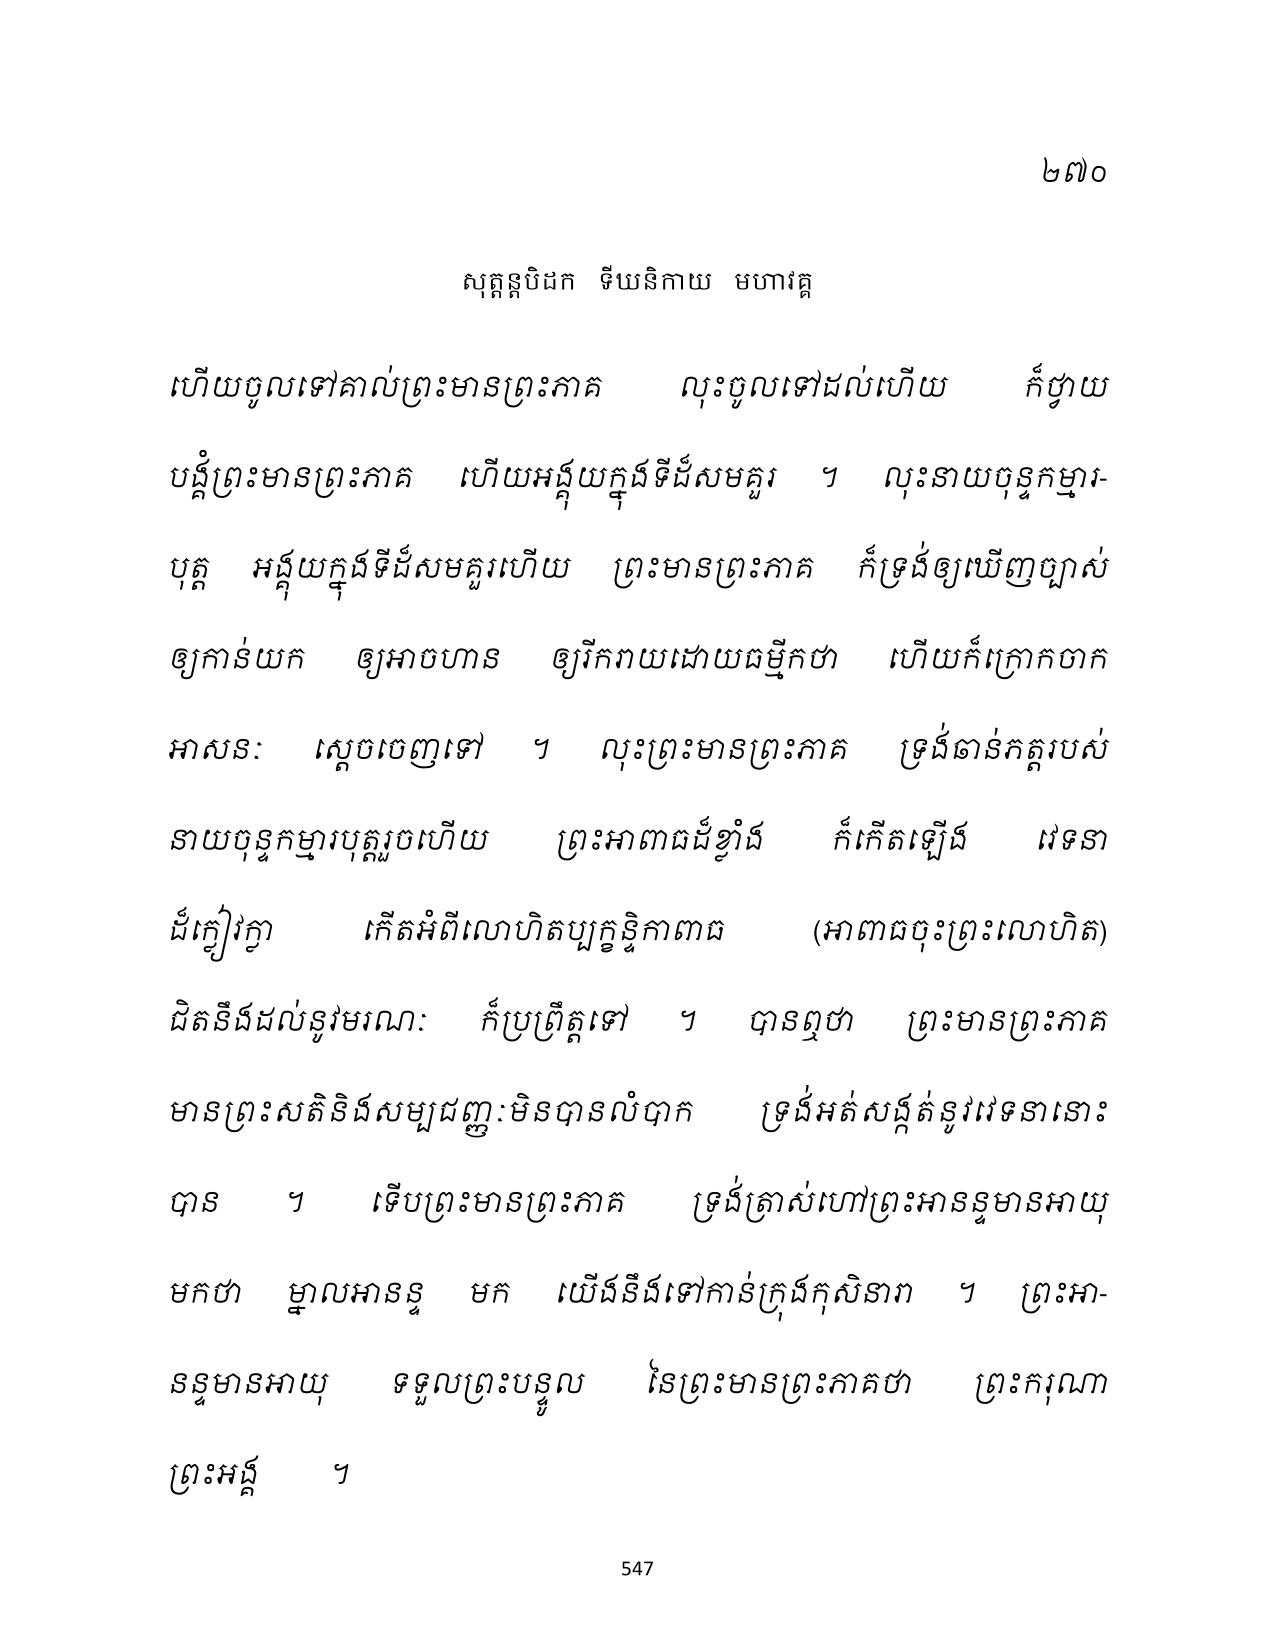 ២៧០
សុត្តន្តបិដក ទីឃនិកាយ មហាវគ្គ
ហើយចូលទៅគាល់ព្រះមានព្រះភាគ លុះចូលទៅដល់ហើយ ក៏ថ្វាយ
បង្គំព្រះមានព្រះភាគ ហើយអង្គុយក្នុងទីដ៏សមគួរ ។ លុះនាយចុន្ទកម្មារ-
បុត្ត អង្គុយក្នុងទីដ៏សមគួរហើយ ព្រះមានព្រះភាគ ក៏ទ្រង់ឲ្យឃើញច្បាស់
ឲ្យកាន់យក ឲ្យអាចហាន ឲ្យរីករាយដោយធម្មីកថា ហើយក៏ក្រោកចាក
អាសនៈ ស្តេចចេញទៅ ។ លុះព្រះមានព្រះភាគ ទ្រង់ឆាន់ភត្តរបស់
នាយចុន្ទកម្មារបុត្តរួចហើយ ព្រះអាពាធដ៏ខ្លាំង ក៏កើតឡើង វេទនា
ដ៏ក្លៀវក្លា កើតអំពីលោហិតប្បក្ខន្ទិកាពាធ (អាពាធចុះព្រះលោហិត)
ជិតនឹងដល់នូវមរណៈ ក៏ប្រព្រឹត្តទៅ ។ បានឮថា ព្រះមានព្រះភាគ
មានព្រះសតិនិងសម្បជញ្ញៈមិនបានលំបាក ទ្រង់អត់សង្កត់នូវវេទនានោះ
បាន ។ ទើបព្រះមានព្រះភាគ ទ្រង់ត្រាស់ហៅព្រះអានន្ទមានអាយុ
មកថា ម្នាលអានន្ទ មក យើងនឹងទៅកាន់ក្រុងកុសិនារា ។ ព្រះអា-
នន្ទមានអាយុ ទទួលព្រះបន្ទូល នៃព្រះមានព្រះភាគថា ព្រះករុណា
ព្រះអង្គ ។
547